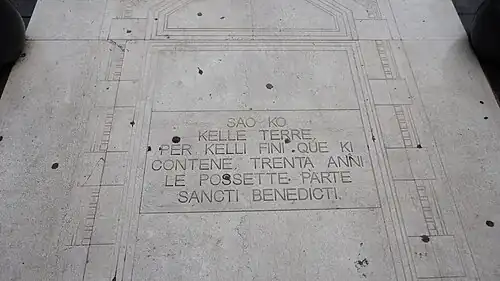 SAO KO
KELLE TERRE,
PER KELLI FINI QUE KI
CONTENE, TRENTA ANNI
LE POSSETTE PARTE
SANCTI BENEDICTI.